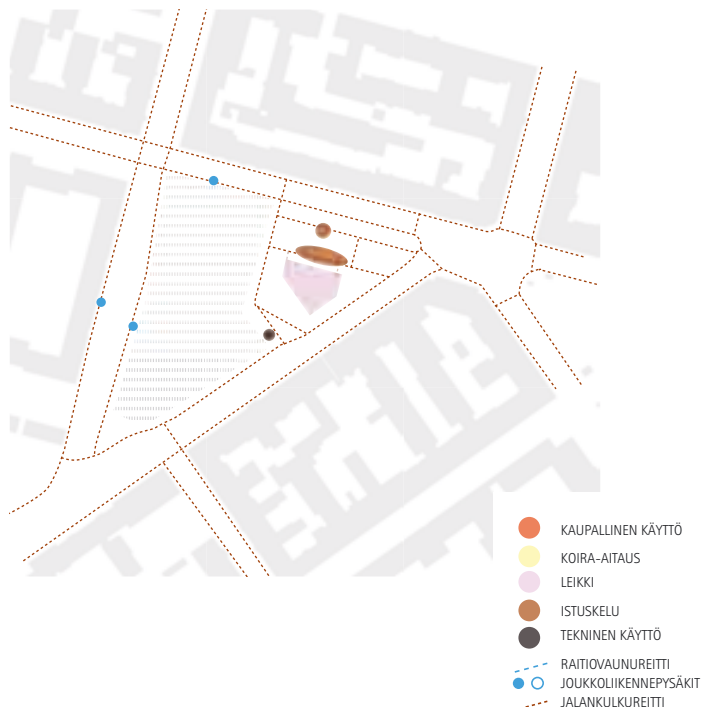 KAUPALLINEN KÄYTTÖ
KOIRA-AITAUS
LEIKKI
ISTUSKELU
TEKNINEN KÄYTTÖ
RAITIOVAUNUREITTI
JOUKKOLIIKENNEPYSÄKIT
JALANKULKUREITTI